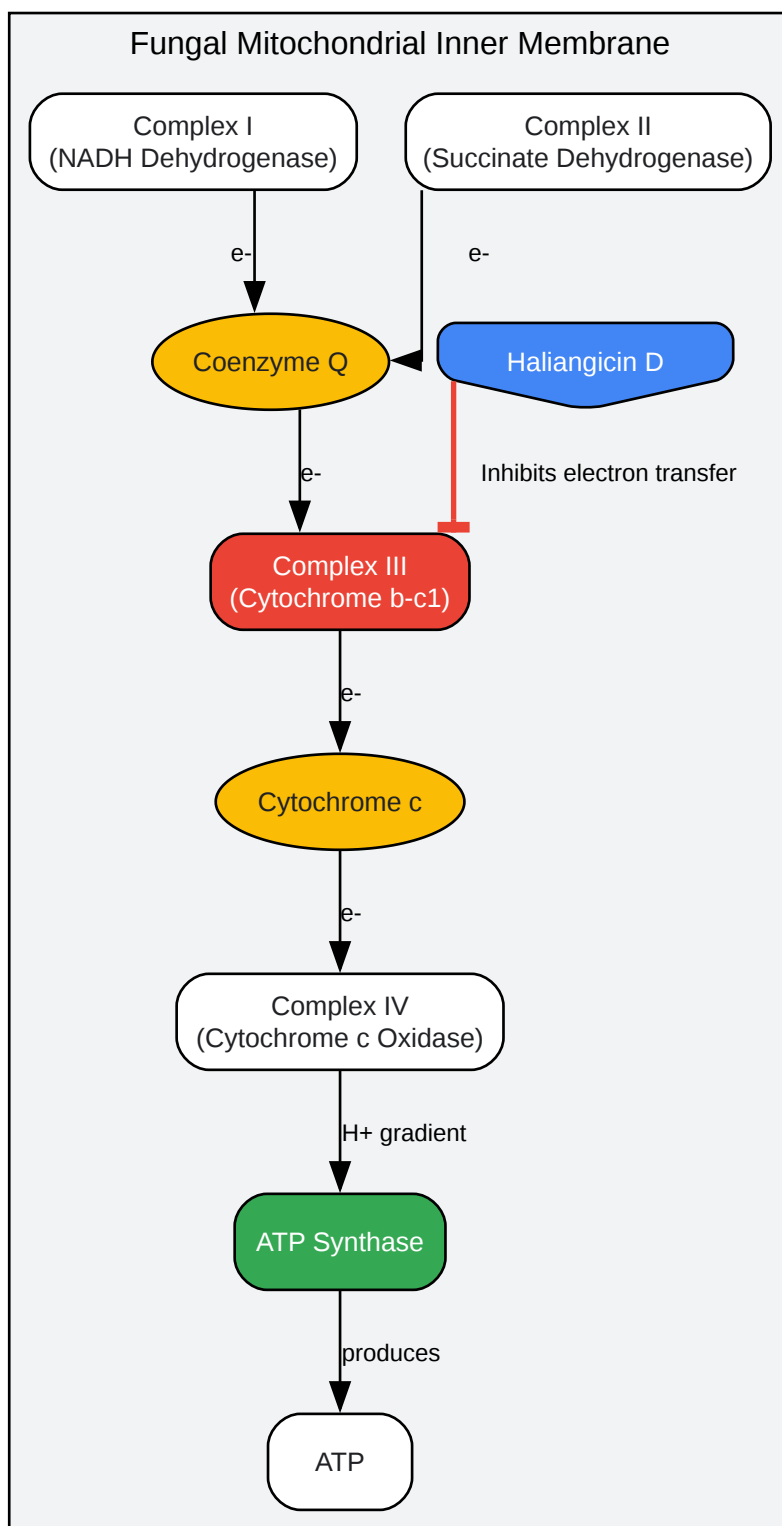 Fungal Mitochondrial Inner Membrane
Complex I
(NADH Dehydrogenase)
Complex II
(Succinate Dehydrogenase)
e-
e-
Coenzyme Q
Haliangicin D
e-
Inhibits electron transfer
Complex III
(Cytochrome b-c1)
e-
Cytochrome c
e-
Complex IV
(Cytochrome c Oxidase)
H+ gradient
ATP Synthase
produces
ATP